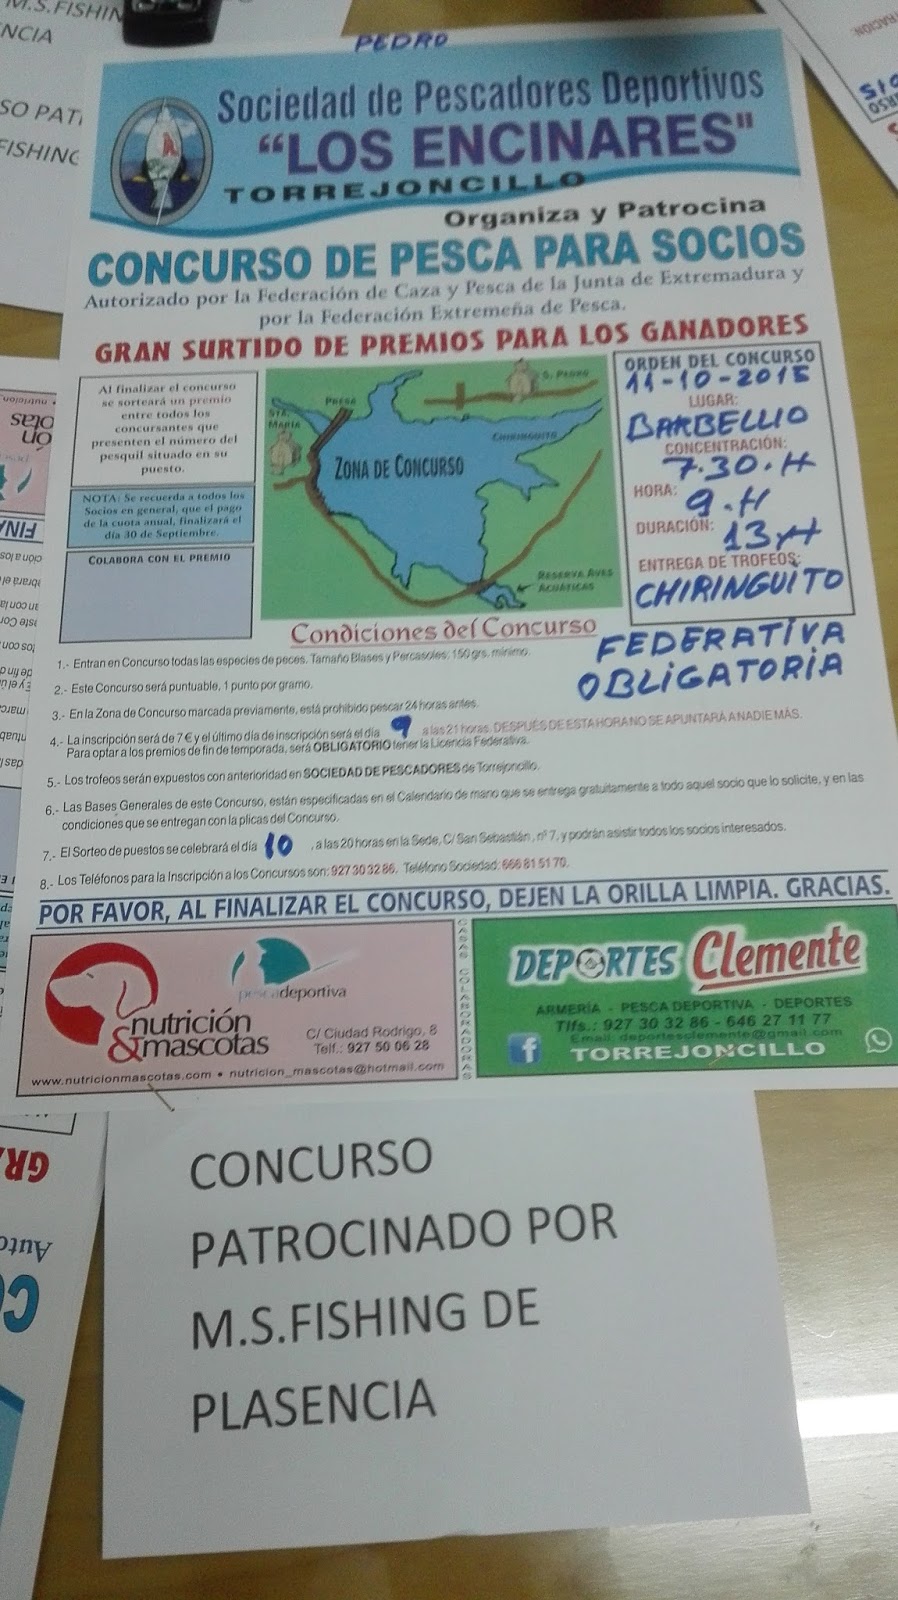 PEDRO
Sociedad de Pescadores Deportivos
"LOS ENCINARES"
TORREJONCILLO
Organiza y Patrocina
CONCURSO DE PESCA PARA SOCIOS
Autorizado por la Federación de Caza y Pesca de la Junta de Extremadura y
por la Federación Extremeña de Pesca.
GRAN SURTIDO DE PREMIOS PARA LOS GANADORES
Al finalizar el concurso
se sorteará un premio
entre todos los
concursantes que
presenten el número del
pesquil situado en su
puesto.
NOTA: Se recuerda a todos los
Socios en general, que el pago
de la cuota anual, finalizará el
día 30 de Septiembre.
COLABORA CON EL PREMIO
PRESA
STA.
MARÍA
S. PEDRO
CHIRINGUITO
ZONA DE CONCURSO
RESERVA AVES
ACUÁTICAS
ORDEN DEL CONCURSO
11-10-2015
LUGAR:
BARBELLIO
CONCENTRACIÓN:
7.30.H
HORA:
9.H
DURACIÓN:
13 H
ENTREGA DE TROFEOS:
CHIRINGUITO
FEDERATIVA
OBLIGATORIA
Condiciones del Concurso
1.- Entran en Concurso todas las especies de peces. Tamaño Blases y Percasoles: 150 grs. mínimo.
2.- Este Concurso será puntuable, 1 punto por gramo.
3.- En la Zona de Concurso marcada previamente, está prohibido pescar 24 horas antes.
4.- La inscripción será de 7 € y el último día de inscripción será el día 9 a las 21 horas. DESPUÉS DE ESTA HORA NO SE APUNTARÁ A NADIE MÁS.
Para optar a los premios de fin de temporada, será OBLIGATORIO tener la Licencia Federativa.
5.- Los trofeos serán expuestos con anterioridad en SOCIEDAD DE PESCADORES de Torrejoncillo.
6.- Las Bases Generales de este Concurso, están especificadas en el Calendario de mano que se entrega gratuitamente a todo aquel socio que lo solicite, y en las
condiciones que se entregan con la plicas del Concurso.
7.- El Sorteo de puestos se celebrará el día 10, a las 20 horas en la Sede, C/ San Sebastián, nº 7, y podrán asistir todos los socios interesados.
8.- Los Teléfonos para la Inscripción a los Concursos son: 927 30 32 86. Teléfono Sociedad: 666 81 51 70.
POR FAVOR, AL FINALIZAR EL CONCURSO, DEJEN LA ORILLA LIMPIA. GRACIAS.
pescadeportiva
nutrición
&mascotas
C/ Ciudad Rodrigo, 8
Telf.: 927 50 06 28
www.nutricionmascotas.com • nutricion_mascotas@hotmail.com
CASAS COLABORADORAS
DEPORTES Clemente
ARMERÍA - PESCA DEPORTIVA - DEPORTES
Tlfs.: 927 30 32 86 - 646 27 11 77
Email: deportesclemente@gmail.com
TORREJONCILLO
CONCURSO
PATROCINADO POR
M.S.FISHING DE
PLASENCIA